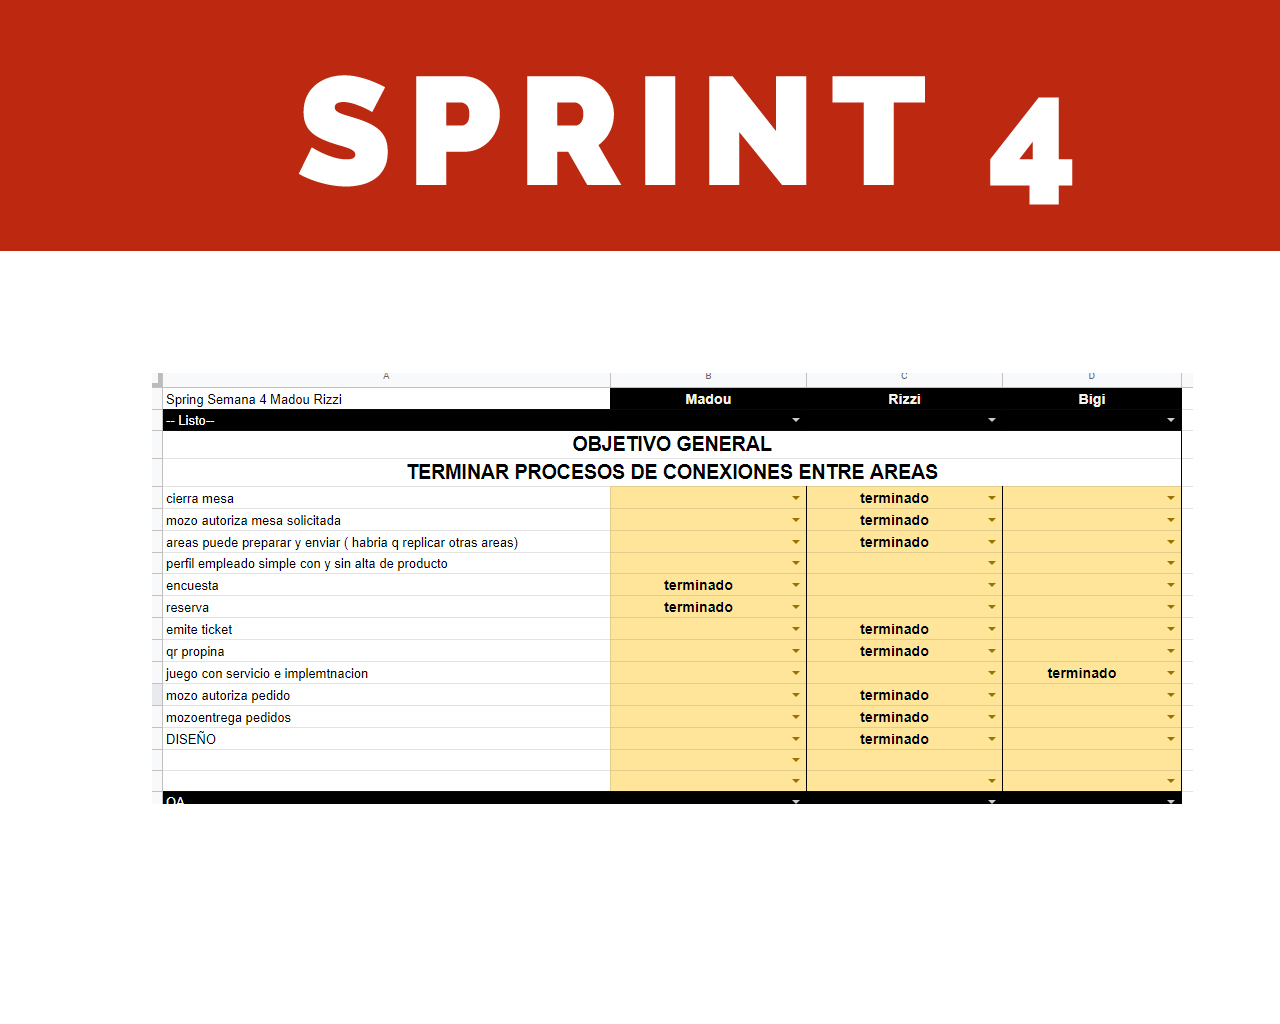 SPRINT 4
A B C D
Spring Semana 4 Madou Rizzi Madou Rizzi Bigi
-- Listo--
OBJETIVO GENERAL
TERMINAR PROCESOS DE CONEXIONES ENTRE AREAS
cierra mesa terminado
mozo autoriza mesa solicitada terminado
areas puede preparar y enviar ( habria q replicar otras areas) terminado
perfil empleado simple con y sin alta de producto
encuesta terminado
reserva terminado
emite ticket terminado
qr propina terminado
juego con servicio e implemtnacion terminado
mozo autoriza pedido terminado
mozoentrega pedidos terminado
DISEÑO terminado
QA